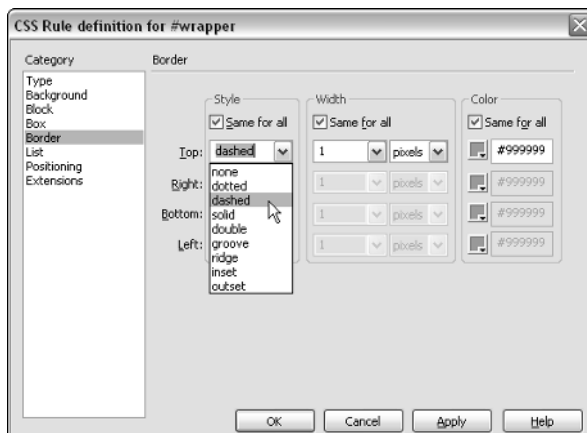 CSS Rule definition for #wrapper
Category
Type
Background
Block
Box
Border
List
Positioning
Extensions
Border
Style Width Color
Same for all Same for all Same for all
Top: dashed 1 pixels #999999
Right: 1 pixels #999999
Bottom: 1 pixels #999999
Left: 1 pixels #999999
none
dotted
dashed
solid
double
groove
ridge
inset
outset
OK Cancel Apply Help